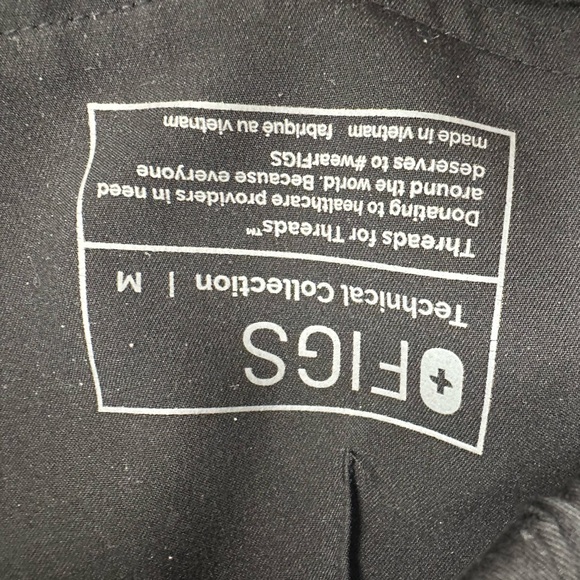 FIGS
Technical Collection | M
Threads for Threads™
Donating to healthcare providers in need
around the world. Because everyone
deserves to #wearFIGS
made in vietnam fabriqué au vietnam